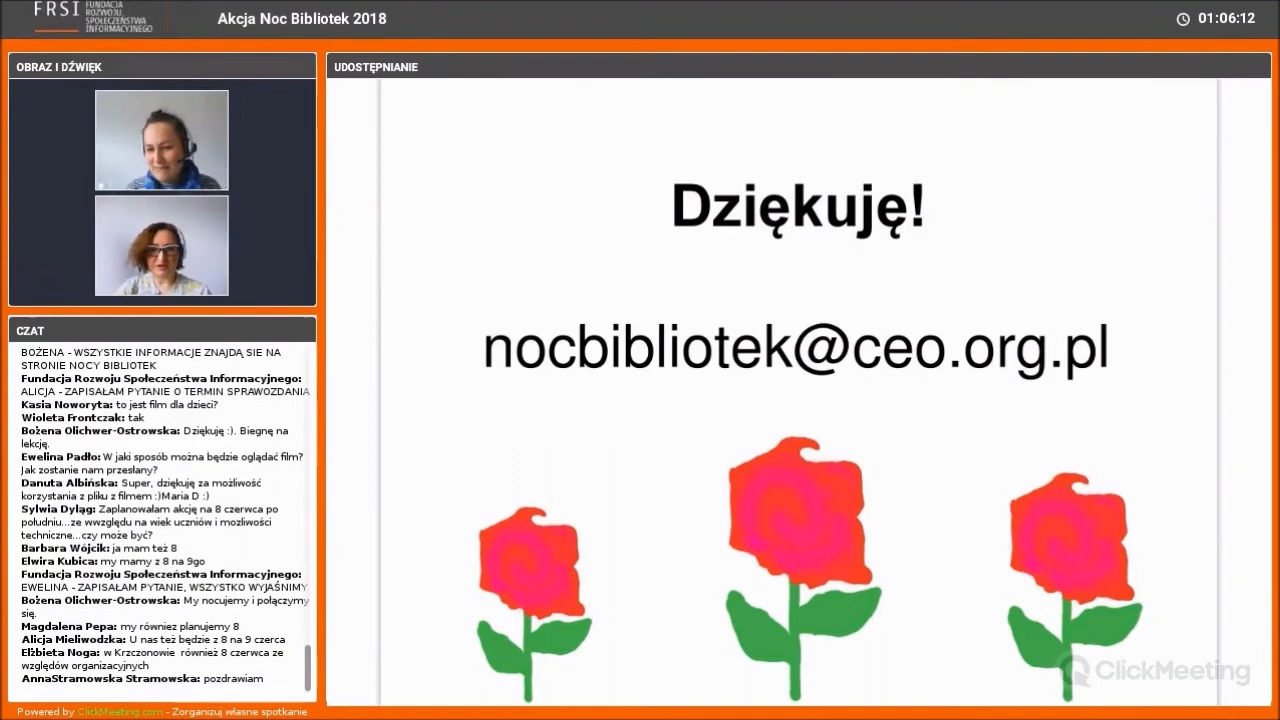 FRSI
FUNDACJA
ROZWOJU
SPOŁECZEŃSTWA
INFORMACYJNEGO
Akcja Noc Bibliotek 2018
01:06:12
OBRAZ I DŹWIĘK
CZAT
BOŻENA - WSZYSTKIE INFORMACJE ZNAJDĄ SIE NA
STRONIE NOCY BIBLIOTEK
Fundacja Rozwoju Społeczeństwa Informacyjnego:
ALICJA - ZAPISAŁAM PYTANIE O TERMIN SPRAWOZDANIA
Kasia Noworyta: to jest film dla dzieci?
Wioleta Frontczak: tak
Bożena Olichwer-Ostrowska: Dziękuję :). Biegnę na
lekcję.
Ewelina Padło: W jaki sposób można będzie oglądać film?
Jak zostanie nam przesłany?
Danuta Albińska: Super, dziękuję za możliwość
korzystania z pliku z filmem :)Maria D :)
Sylwia Dyląg: Zaplanowałam akcję na 8 czerwca po
południu...ze wwzględu na wiek uczniów i mozliwości
techniczne...czy może być?
Barbara Wójcik: ja mam też 8
Elwira Kubica: my mamy z 8 na 9go
Fundacja Rozwoju Społeczeństwa Informacyjnego:
EWELINA - ZAPISAŁAM PYTANIE, WSZYSTKO WYJAŚNIMY
Bożena Olichwer-Ostrowska: My nocujemy i połączymy
się.
Magdalena Pepa: my równiez planujemy 8
Alicja Mieliwodzka: U nas też będzie z 8 na 9 czerca
Elżbieta Noga: w Krzczonowie  również 8 czerwca ze
względów organizacyjnych
AnnaStramowska Stramowska: pozdrawiam
Powered by ClickMeeting.com - Zorganizuj własne spotkanie
UDOSTĘPNIANIE
Dziękuję!
nocbibliotek@ceo.org.pl
ClickMeeting